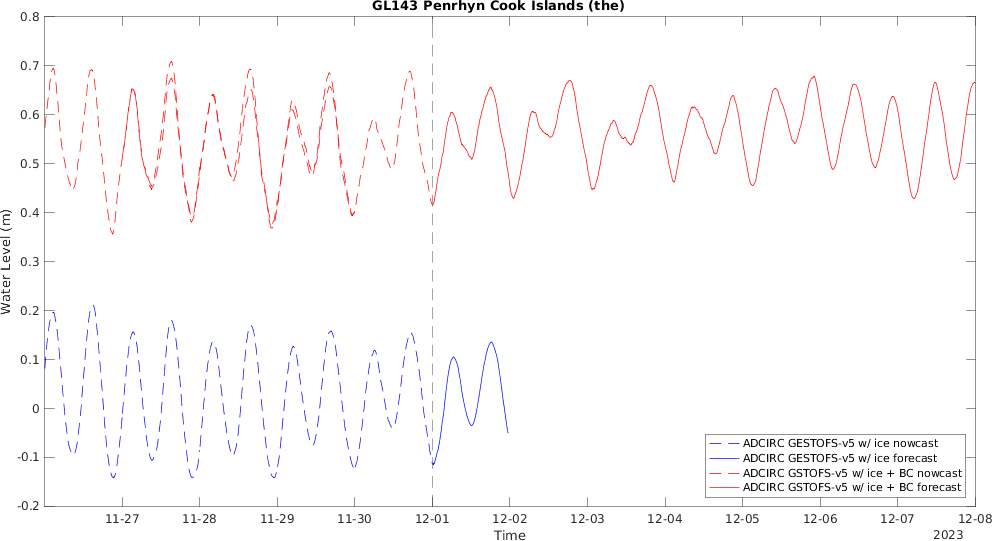 GL143 Penrhyn Cook Islands (the)
0.8
0.7
0.6
0.5
0.4
0.3
0.2
0.1
0
-0.1
-0.2
Water Level (m)
ADCIRC GESTOFS-v5 w/ ice nowcast
ADCIRC GESTOFS-v5 w/ ice forecast
ADCIRC GSTOFS-v5 w/ ice + BC nowcast
ADCIRC GSTOFS-v5 w/ ice + BC forecast
11-27 11-28 11-29 11-30 12-01 12-02 12-03 12-04 12-05 12-06 12-07 12-08
Time
2023